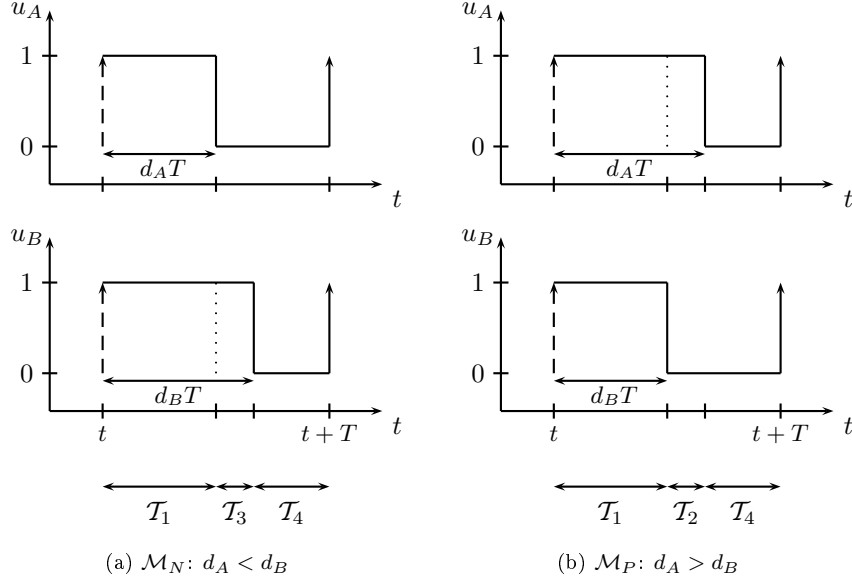 u_A
u_A
1
1
0
0
d_A T
d_A T
t
t
u_B
u_B
1
1
0
0
d_B T
d_B T
t
t + T
t
t
t + T
t
𝒯_1
𝒯_3
𝒯_4
𝒯_1
𝒯_2
𝒯_4
(a) ℳ_N: d_A < d_B
(b) ℳ_P: d_A > d_B